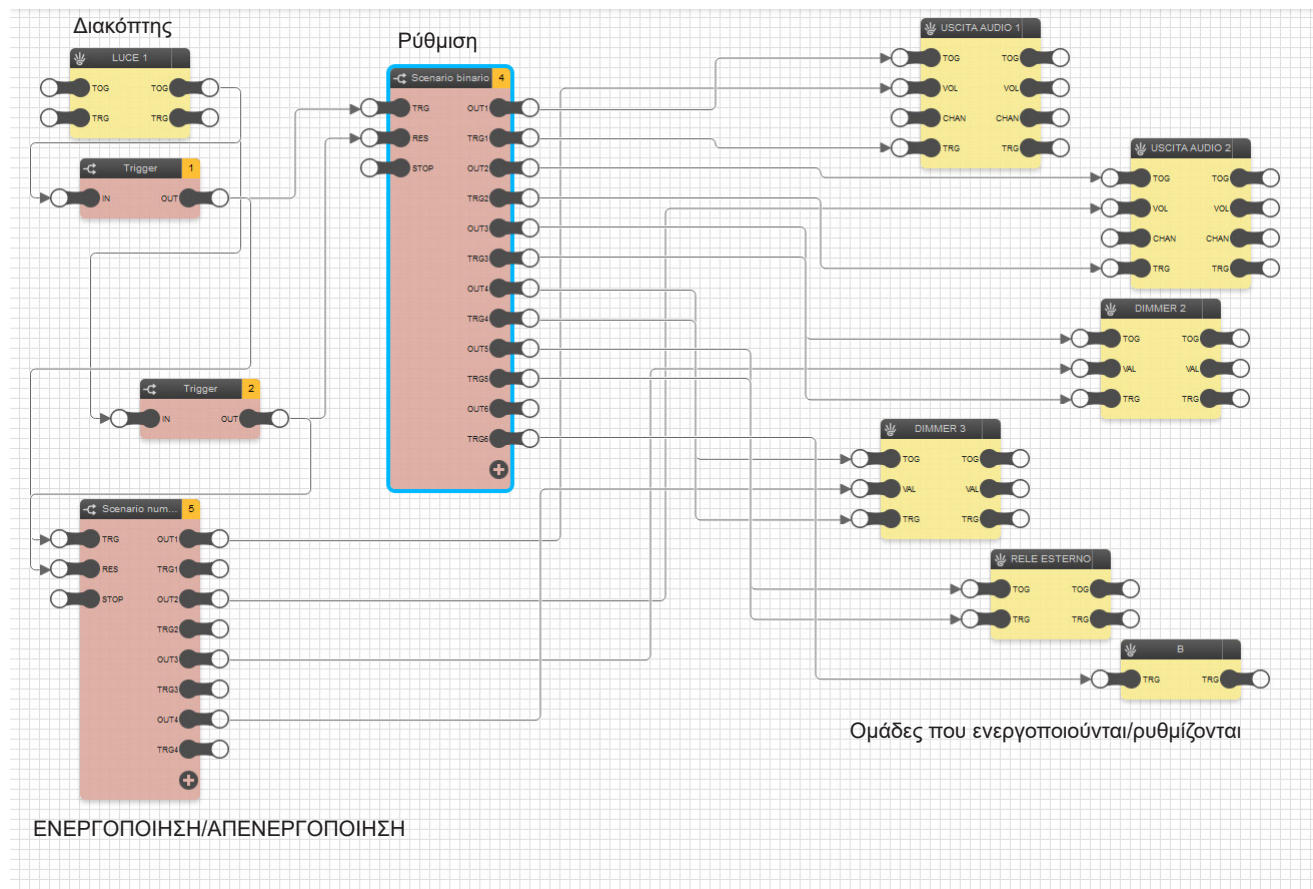 Διακόπτης
LUCE 1
TOG TOG
TRG TRG
Trigger 1
IN OUT
Trigger 2
IN OUT
Scenario num... 5
TRG OUT1
RES TRG1
STOP OUT2
TRG2
OUT3
TRG3
OUT4
TRG4
ΕΝΕΡΓΟΠΟΙΗΣΗ/ΑΠΕΝΕΡΓΟΠΟΙΗΣΗ
Ρύθμιση
Scenario binario 4
TRG OUT1
RES TRG1
STOP OUT2
TRG2
OUT3
TRG3
OUT4
TRG4
OUT5
TRG5
OUT6
TRG6
USCITA AUDIO 1
TOG TOG
VOL VOL
CHAN CHAN
TRG TRG
USCITA AUDIO 2
TOG TOG
VOL VOL
CHAN CHAN
TRG TRG
DIMMER 2
TOG TOG
VAL VAL
TRG TRG
DIMMER 3
TOG TOG
VAL VAL
TRG TRG
RELE ESTERNO
TOG TOG
TRG TRG
B
TRG TRG
Ομάδες που ενεργοποιούνται/ρυθμίζονται